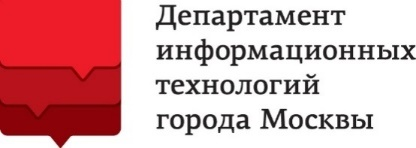 Департамент
информационных
технологий
города Москвы